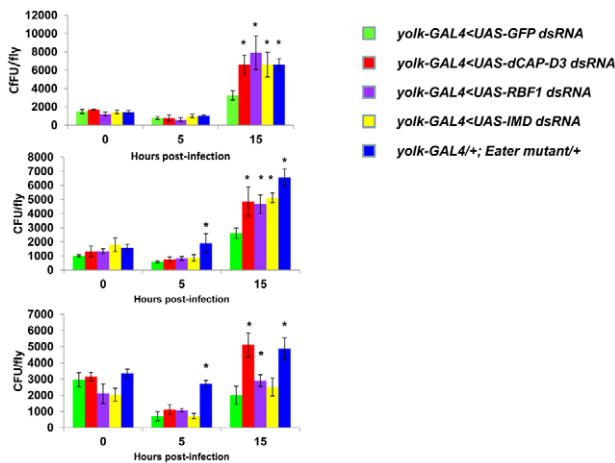 CfFU/fly
14000
12000
10000
8000
6000
4000
2000
0
* * * *
0 5 15
Hours post-infection
CFU/fly
8000
7000
6000
5000
4000
3000
2000
1000
0
*
* * * *
0 5 15
Hours post-infection
CFU/fly
7000
6000
5000
4000
3000
2000
1000
0
*
* * *
0 5 15
Hours post-infection
yolk-GAL4<UAS-GFP dsRNA
yolk-GAL4<UAS-dCAP-D3 dsRNA
yolk-GAL4<UAS-RBF1 dsRNA
yolk-GAL4<UAS-IMD dsRNA
yolk-GAL4/+; Eater mutant/+